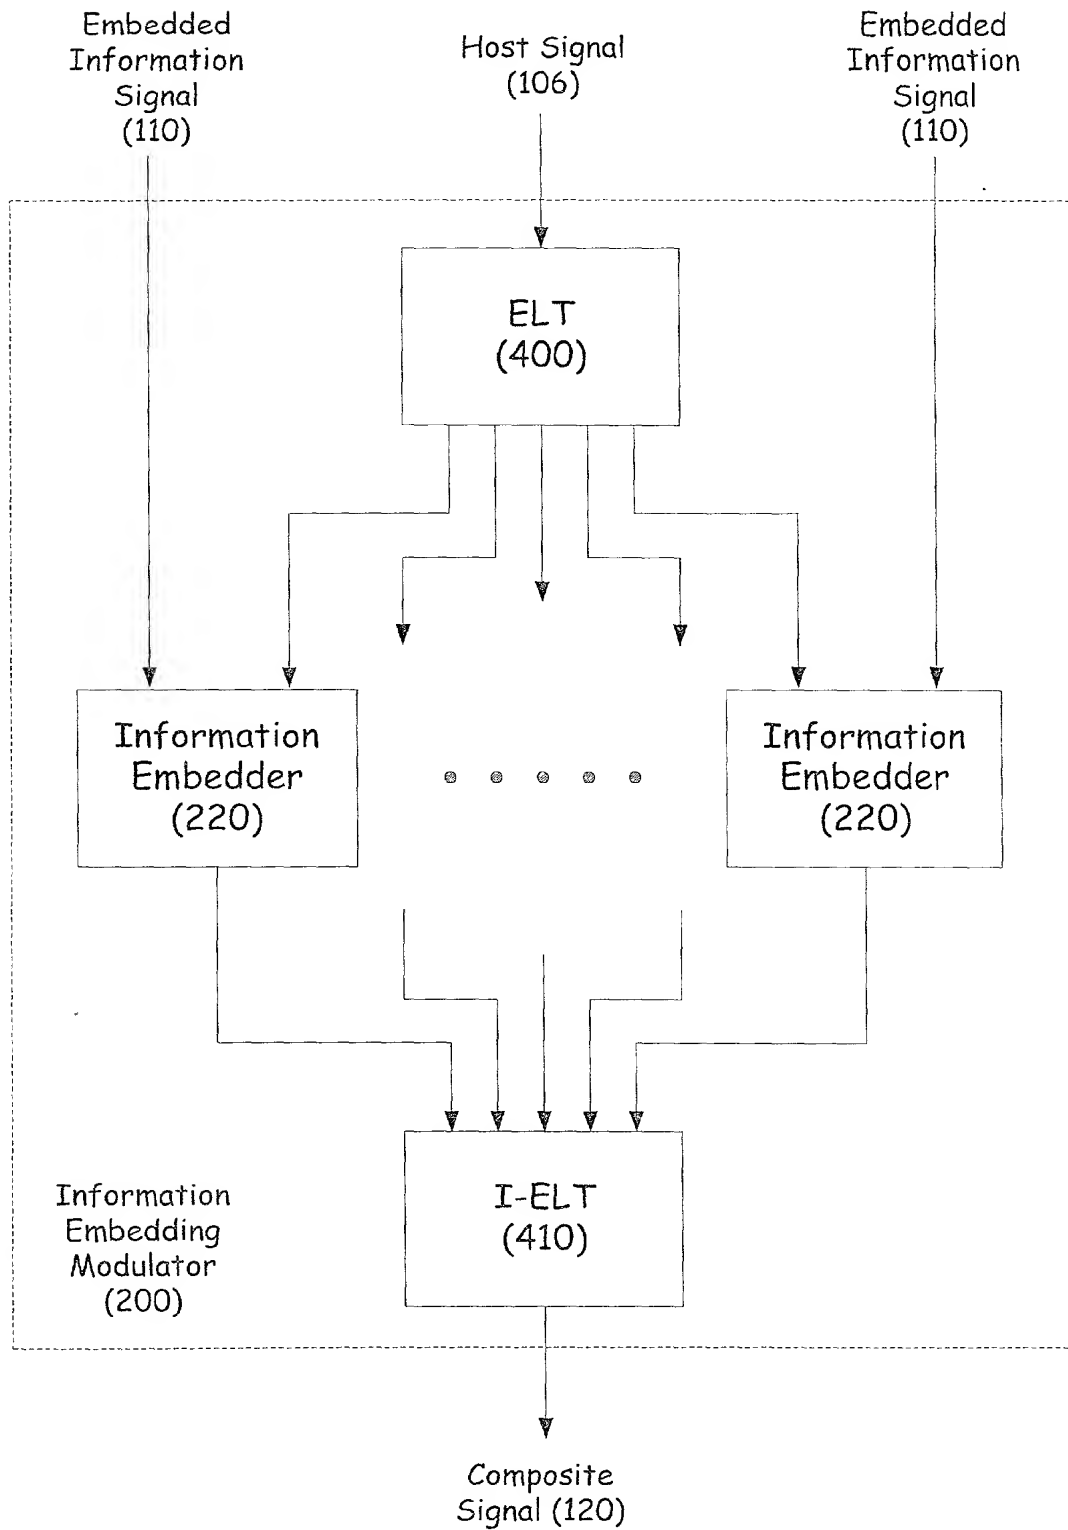 Embedded
Information
Signal
(110)
Host Signal
(106)
Embedded
Information
Signal
(110)
ELT
(400)
Information
Embedder
(220)
Information
Embedder
(220)
Information
Embedding
Modulator
(200)
I-ELT
(410)
Composite
Signal (120)